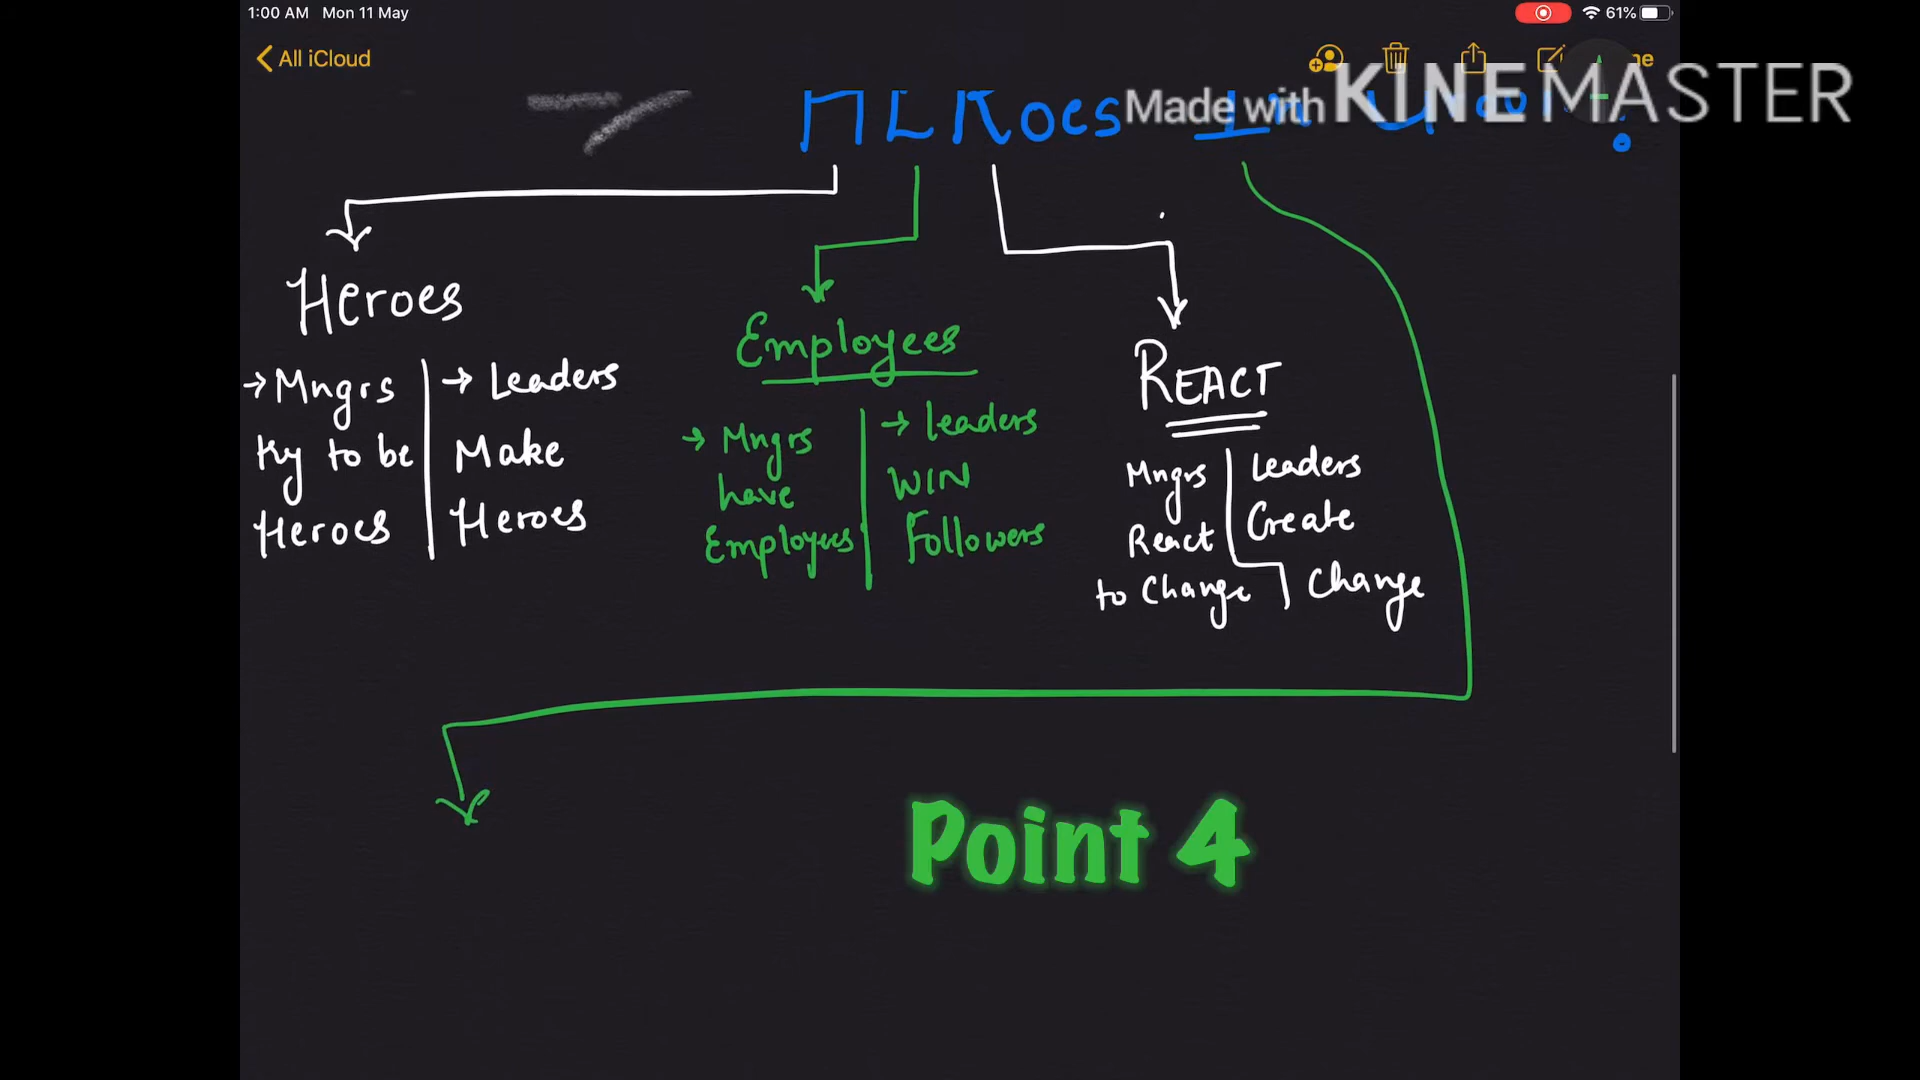 1:00 AM Mon 11 May
61%
All iCloud
Made with KINEMASTER
Heroes
→ Mngrs
try to be
Heroes
→ Leaders
Make
Heroes
Employees
→ Mngrs
have
Employees
→ leaders
WIN
Followers
REACT
Mngrs
React
to Change
Leaders
Create
Change
Point 4